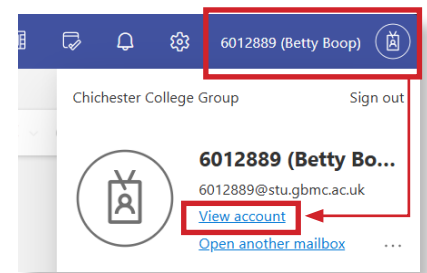 6012889 (Betty Boop)
Chichester College Group
Sign out
6012889 (Betty Bo...
6012889@stu.gbmc.ac.uk
View account
Open another mailbox